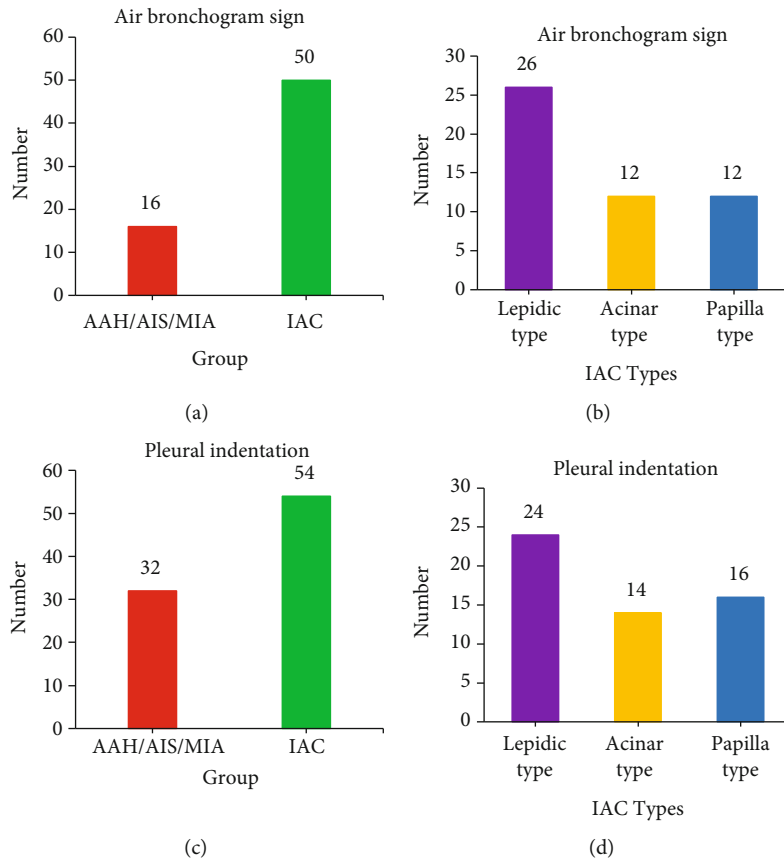 Air bronchogram sign
60
50
40
30
20
10
0
Number
16
50
AAH/AIS/MIA
IAC
Group
(a)
Air bronchogram sign
30
25
20
15
10
5
0
Number
26
12
12
Lepidic
type
Acinar
type
Papilla
type
IAC Types
(b)
Pleural indentation
60
50
40
30
20
10
0
Number
32
54
AAH/AIS/MIA
IAC
Group
(c)
Pleural indentation
30
25
20
15
10
5
0
Number
24
14
16
Lepidic
type
Acinar
type
Papilla
type
IAC Types
(d)